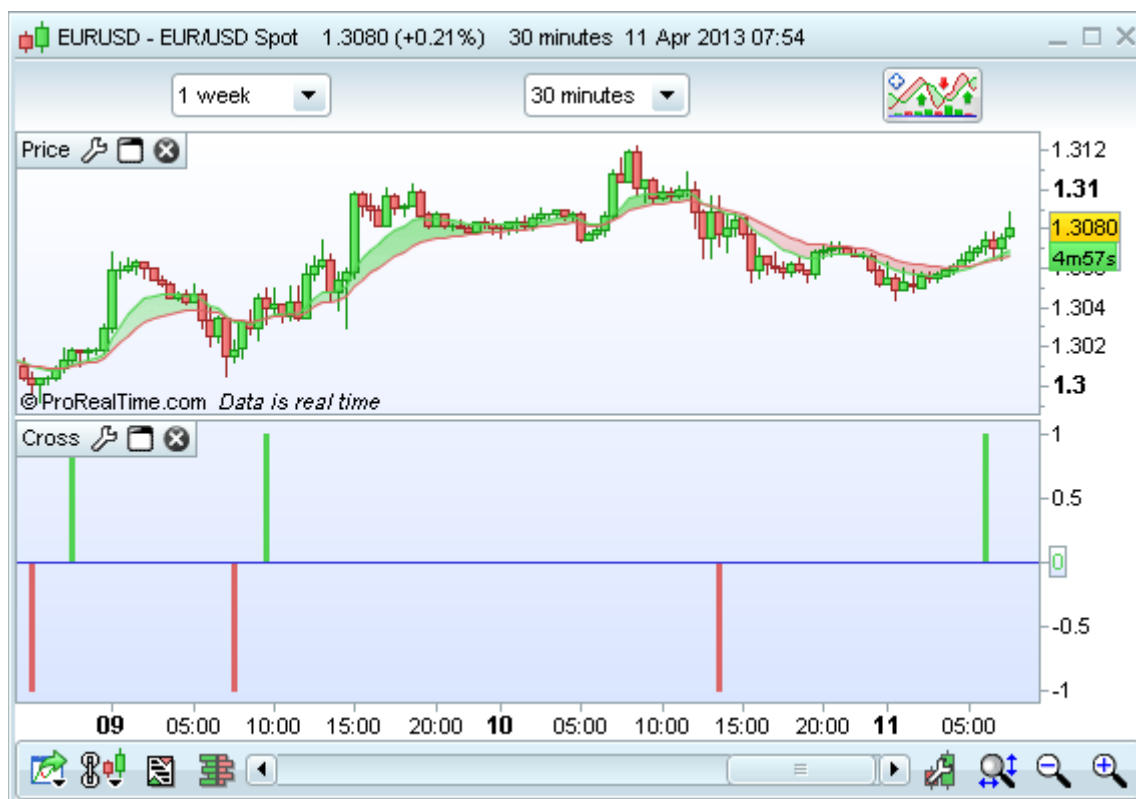 EURUSD - EUR/USD Spot 1.3080 (+0.21%) 30 minutes 11 Apr 2013 07:54
1 week 30 minutes
Price
1.312
1.31
1.3080
4m57s
1.304
1.302
1.3
©ProRealTime.com Data is real time
Cross
1
0.5
0
-0.5
-1
09 05:00 10:00 15:00 20:00 10 05:00 10:00 15:00 20:00 11 05:00